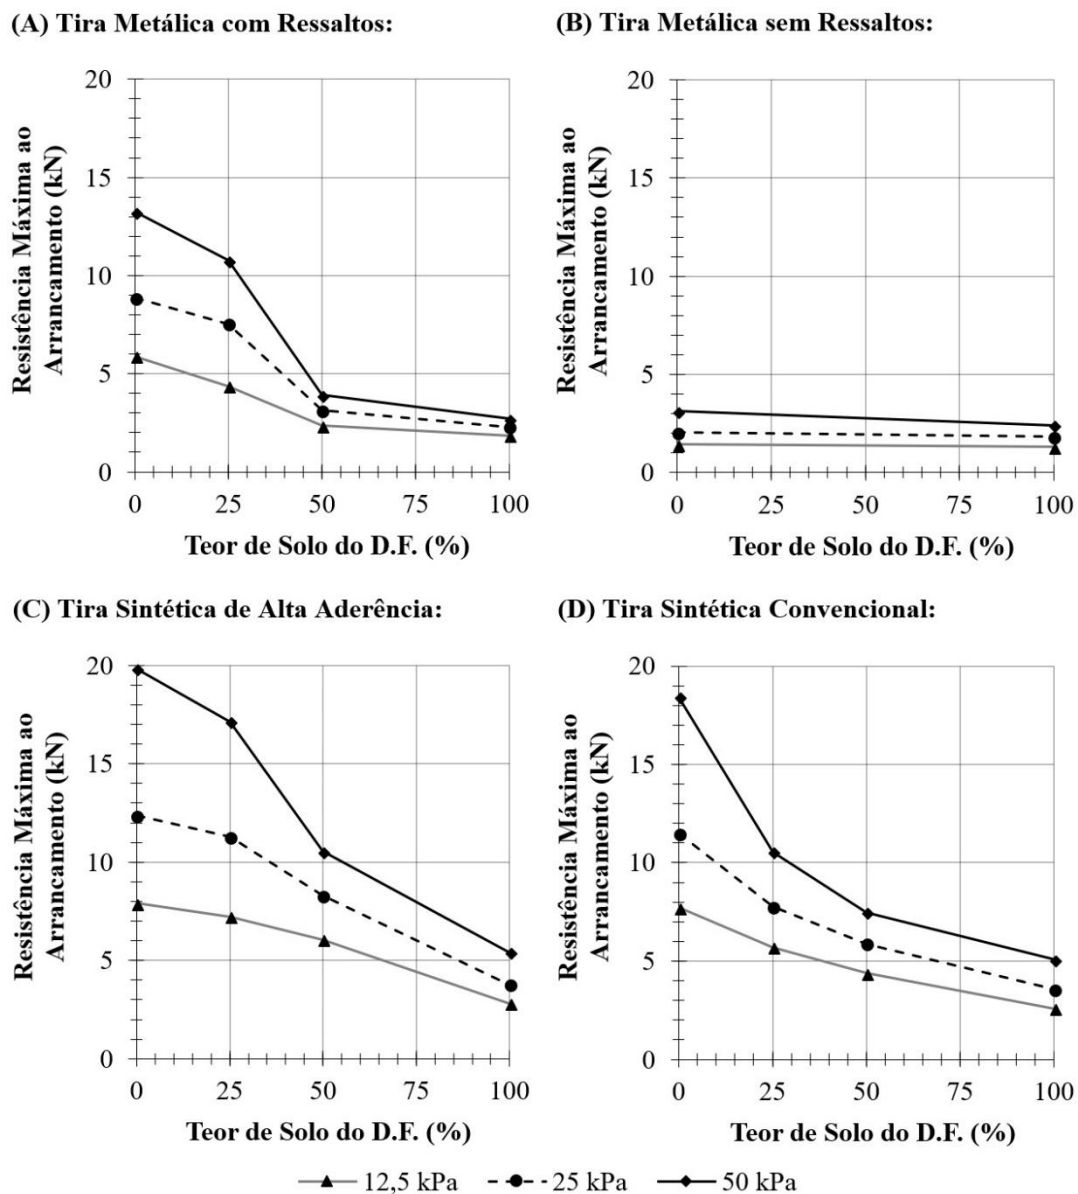 (A) Tira Metálica com Ressaltos:
Resistência Máxima ao
Arrancamento (kN)
20
15
10
5
0
0 25 50 75 100
Teor de Solo do D.F. (%)
(B) Tira Metálica sem Ressaltos:
Resistência Máxima ao
Arrancamento (kN)
20
15
10
5
0
0 25 50 75 100
Teor de Solo do D.F. (%)
(C) Tira Sintética de Alta Aderência:
Resistência Máxima ao
Arrancamento (kN)
20
15
10
5
0
0 25 50 75 100
Teor de Solo do D.F. (%)
(D) Tira Sintética Convencional:
Resistência Máxima ao
Arrancamento (kN)
20
15
10
5
0
0 25 50 75 100
Teor de Solo do D.F. (%)
12,5 kPa 25 kPa 50 kPa